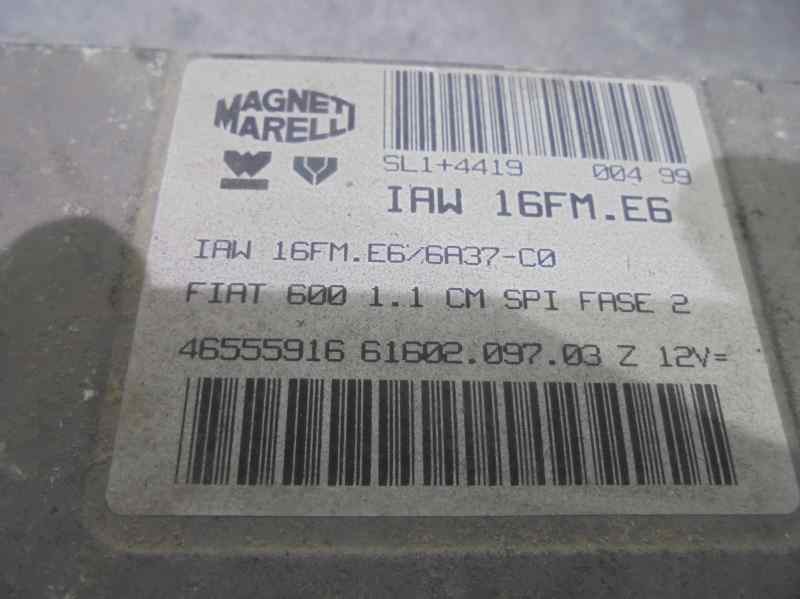 MAGNETI
MARELLI
SL1+4419 004 99
IAW 16FM.E6
IAW 16FM.E6/6A37-C0
FIAT 600 1.1 CM SPI FASE 2
46555916 61602.097.03 Z 12V=